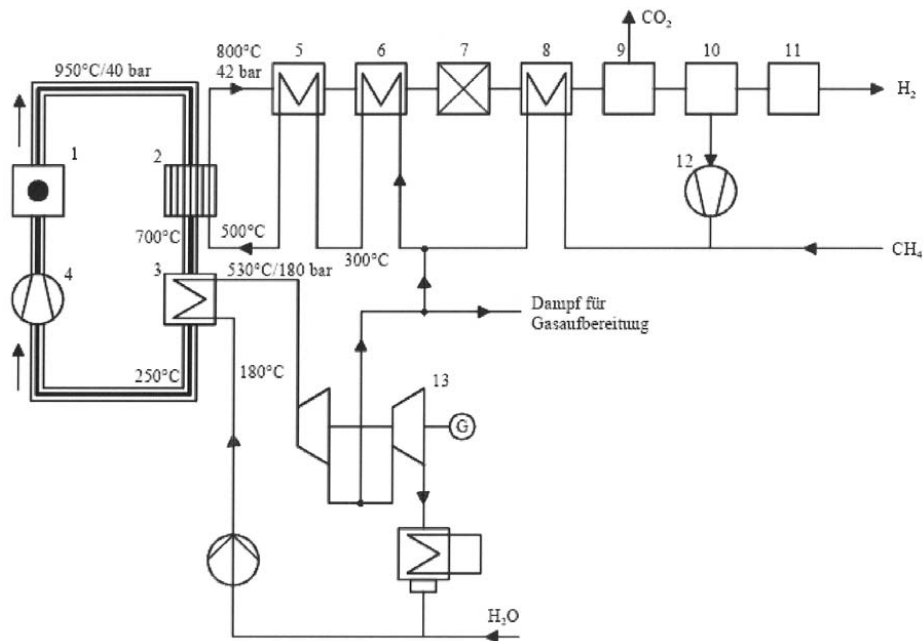 CO₂
800°C
42 bar
5
6
7
8
9
10
11
H₂
950°C/40 bar
1
2
12
700°C
500°C
300°C
CH₄
4
3
530°C/180 bar
Dampf für
Gasaufbereitung
250°C
180°C
13
G
H₂O